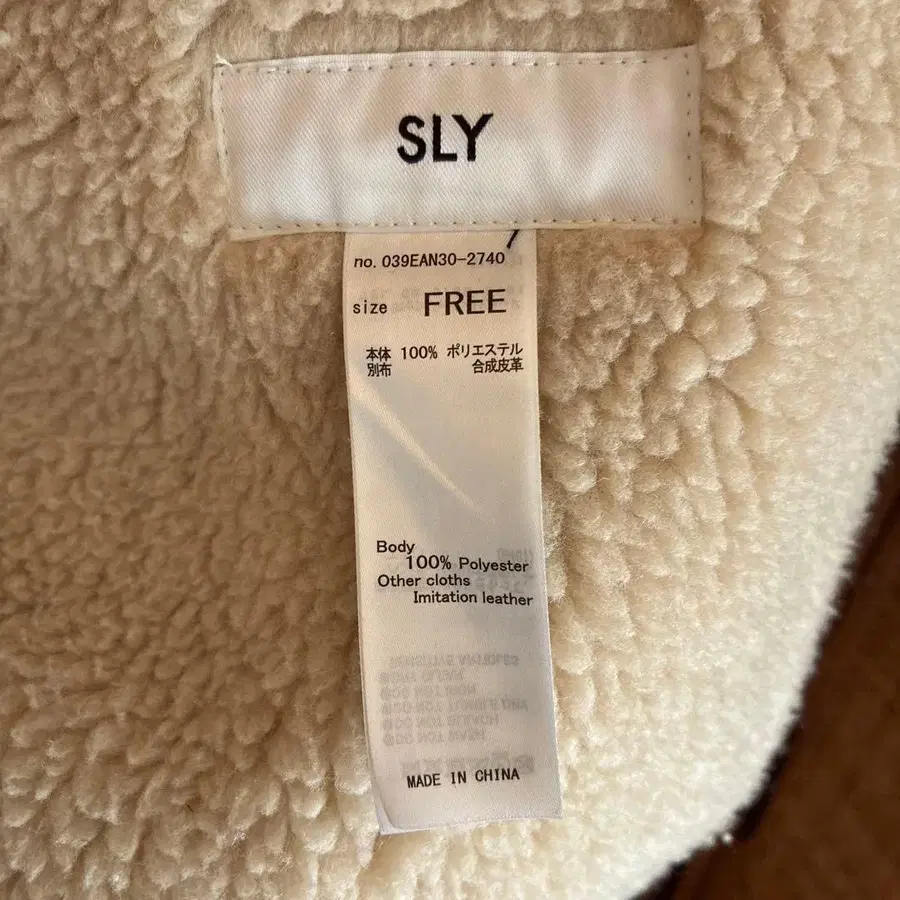 SLY
no. 039EAN30-2740
size FREE
本体 100% ポリエステル
別布 合成皮革
Body
100% Polyester
Other cloths
Imitation leather
MADE IN CHINA